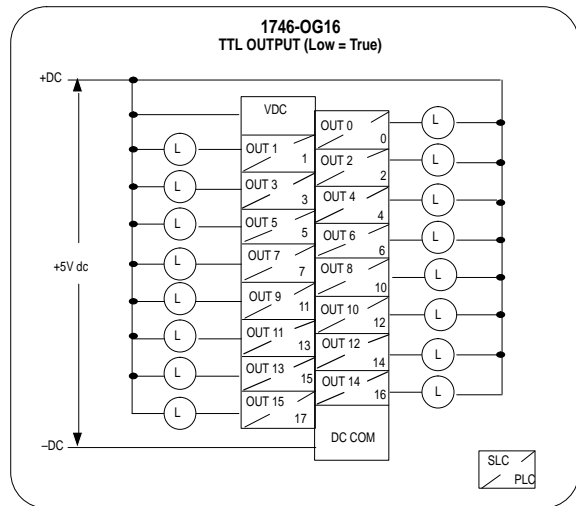 1746-OG16
TTL OUTPUT (Low = True)
+DC
VDC
OUT 0
0
L
L
OUT 1
1
OUT 2
2
L
L
OUT 3
3
OUT 4
4
L
L
OUT 5
5
OUT 6
6
L
+5V dc
L
OUT 7
7
OUT 8
10
L
L
OUT 9
11
OUT 10
12
L
L
OUT 11
13
OUT 12
14
L
L
OUT 13
15
OUT 14
16
L
L
OUT 15
17
–DC
DC COM
SLC
PLC